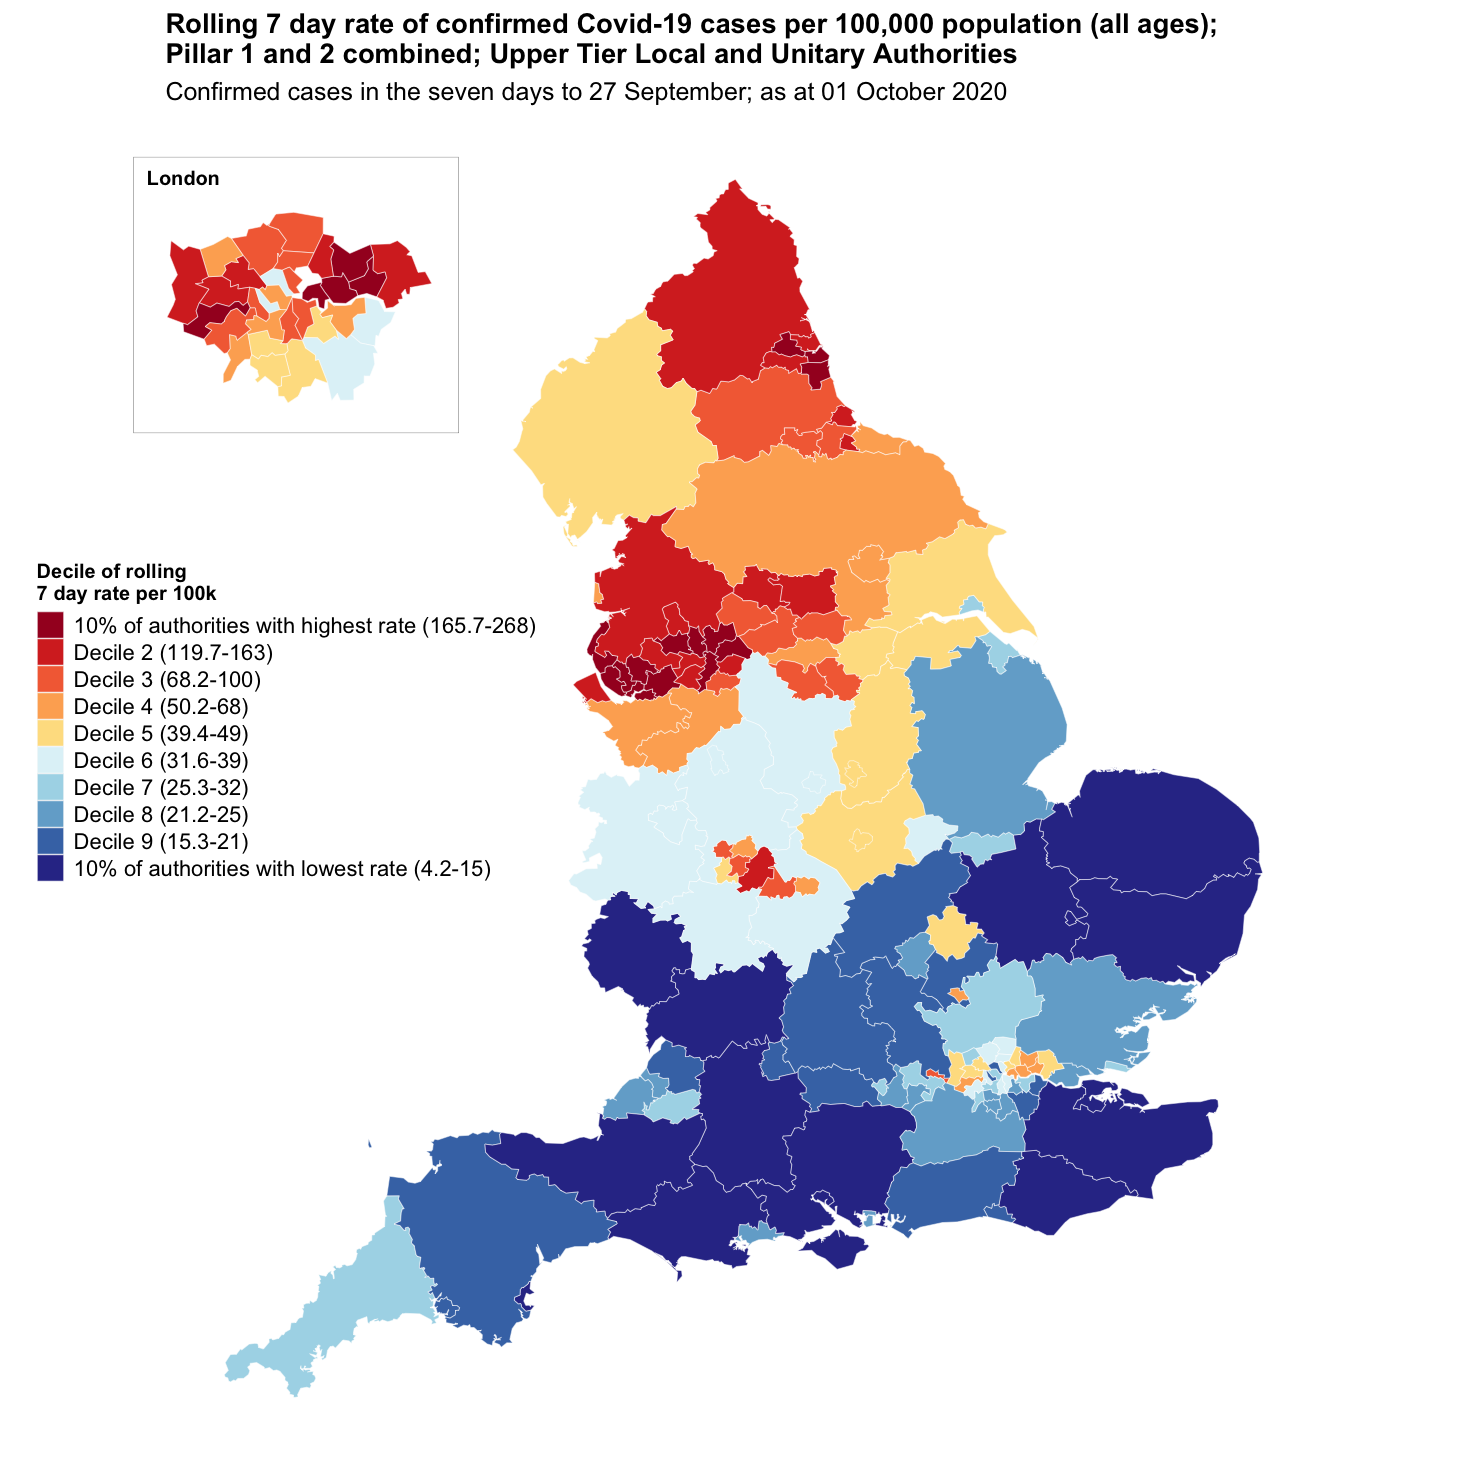 Rolling 7 day rate of confirmed Covid-19 cases per 100,000 population (all ages);
Pillar 1 and 2 combined; Upper Tier Local and Unitary Authorities
Confirmed cases in the seven days to 27 September; as at 01 October 2020
London
Decile of rolling
7 day rate per 100k
10% of authorities with highest rate (165.7-268)
Decile 2 (119.7-163)
Decile 3 (68.2-100)
Decile 4 (50.2-68)
Decile 5 (39.4-49)
Decile 6 (31.6-39)
Decile 7 (25.3-32)
Decile 8 (21.2-25)
Decile 9 (15.3-21)
10% of authorities with lowest rate (4.2-15)